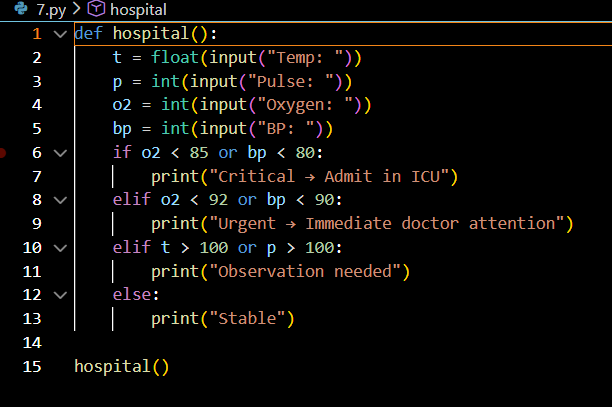 7.py > hospital
1 def hospital():
2     t = float(input("Temp: "))
3     p = int(input("Pulse: "))
4     o2 = int(input("Oxygen: "))
5     bp = int(input("BP: "))
6     if o2 < 85 or bp < 80:
7         print("Critical → Admit in ICU")
8     elif o2 < 92 or bp < 90:
9         print("Urgent → Immediate doctor attention")
10     elif t > 100 or p > 100:
11         print("Observation needed")
12     else:
13         print("Stable")
14
15 hospital()